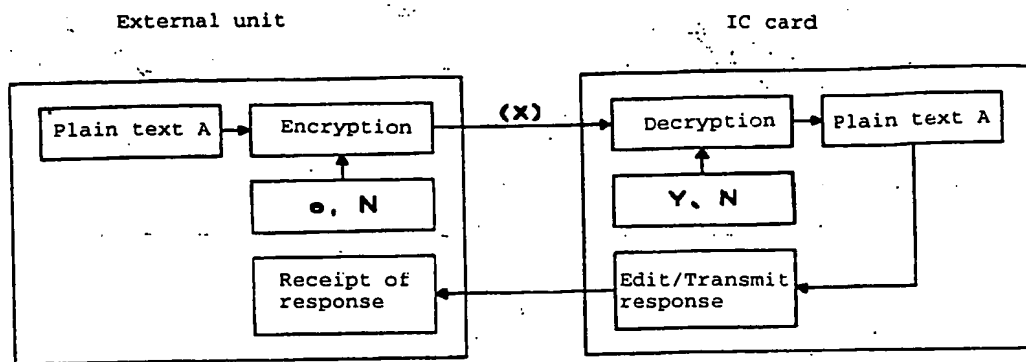 External unit
IC card
Plain text A
Encryption
(X)
Decryption
Plain text A
e, N
Y, N
Receipt of
response
Edit/Transmit
response